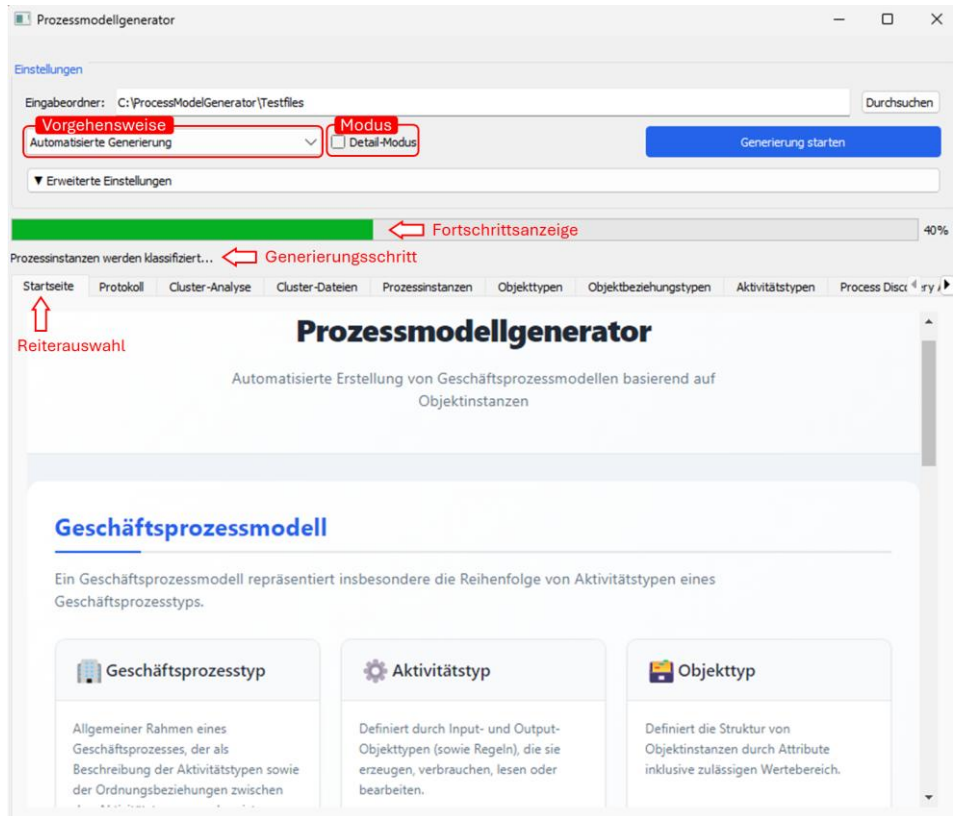 Prozessmodellgenerator
Einstellungen
Eingabeordner: C:\ProcessModelGenerator\Testfiles Durchsuchen
Vorgehensweise Modus
Automatisierte Generierung Detail-Modus Generierung starten
▼ Erweiterte Einstellungen
Fortschrittsanzeige 40%
Prozessinstanzen werden klassifiziert... Generierungsschritt
Startseite Protokoll Cluster-Analyse Cluster-Dateien Prozessinstanzen Objekttypen Objektbeziehungstypen Aktivitätstypen Process
Reiterauswahl
Prozessmodellgenerator
Automatisierte Erstellung von Geschäftsprozessmodellen basierend auf
Objektinstanzen
Geschäftsprozessmodell
Ein Geschäftsprozessmodell repräsentiert insbesondere die Reihenfolge von Aktivitätstypen eines
Geschäftsprozesstyps.
Geschäftsprozesstyp
Allgemeiner Rahmen eines
Geschäftsprozesses, der als
Beschreibung der Aktivitätstypen sowie
der Ordnungsbeziehungen zwischen
Aktivitätstyp
Definiert durch Input- und Output-
Objekttypen (sowie Regeln), die sie
erzeugen, verbrauchen, lesen oder
bearbeiten.
Objekttyp
Definiert die Struktur von
Objektinstanzen durch Attribute
inklusive zulässigen Wertebereich.